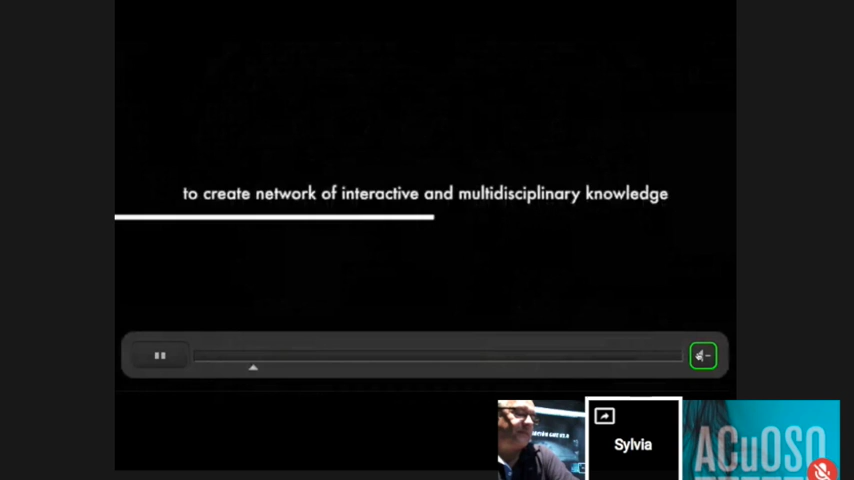 to create network of interactive and multidisciplinary knowledge
Sylvia
ACuOSO